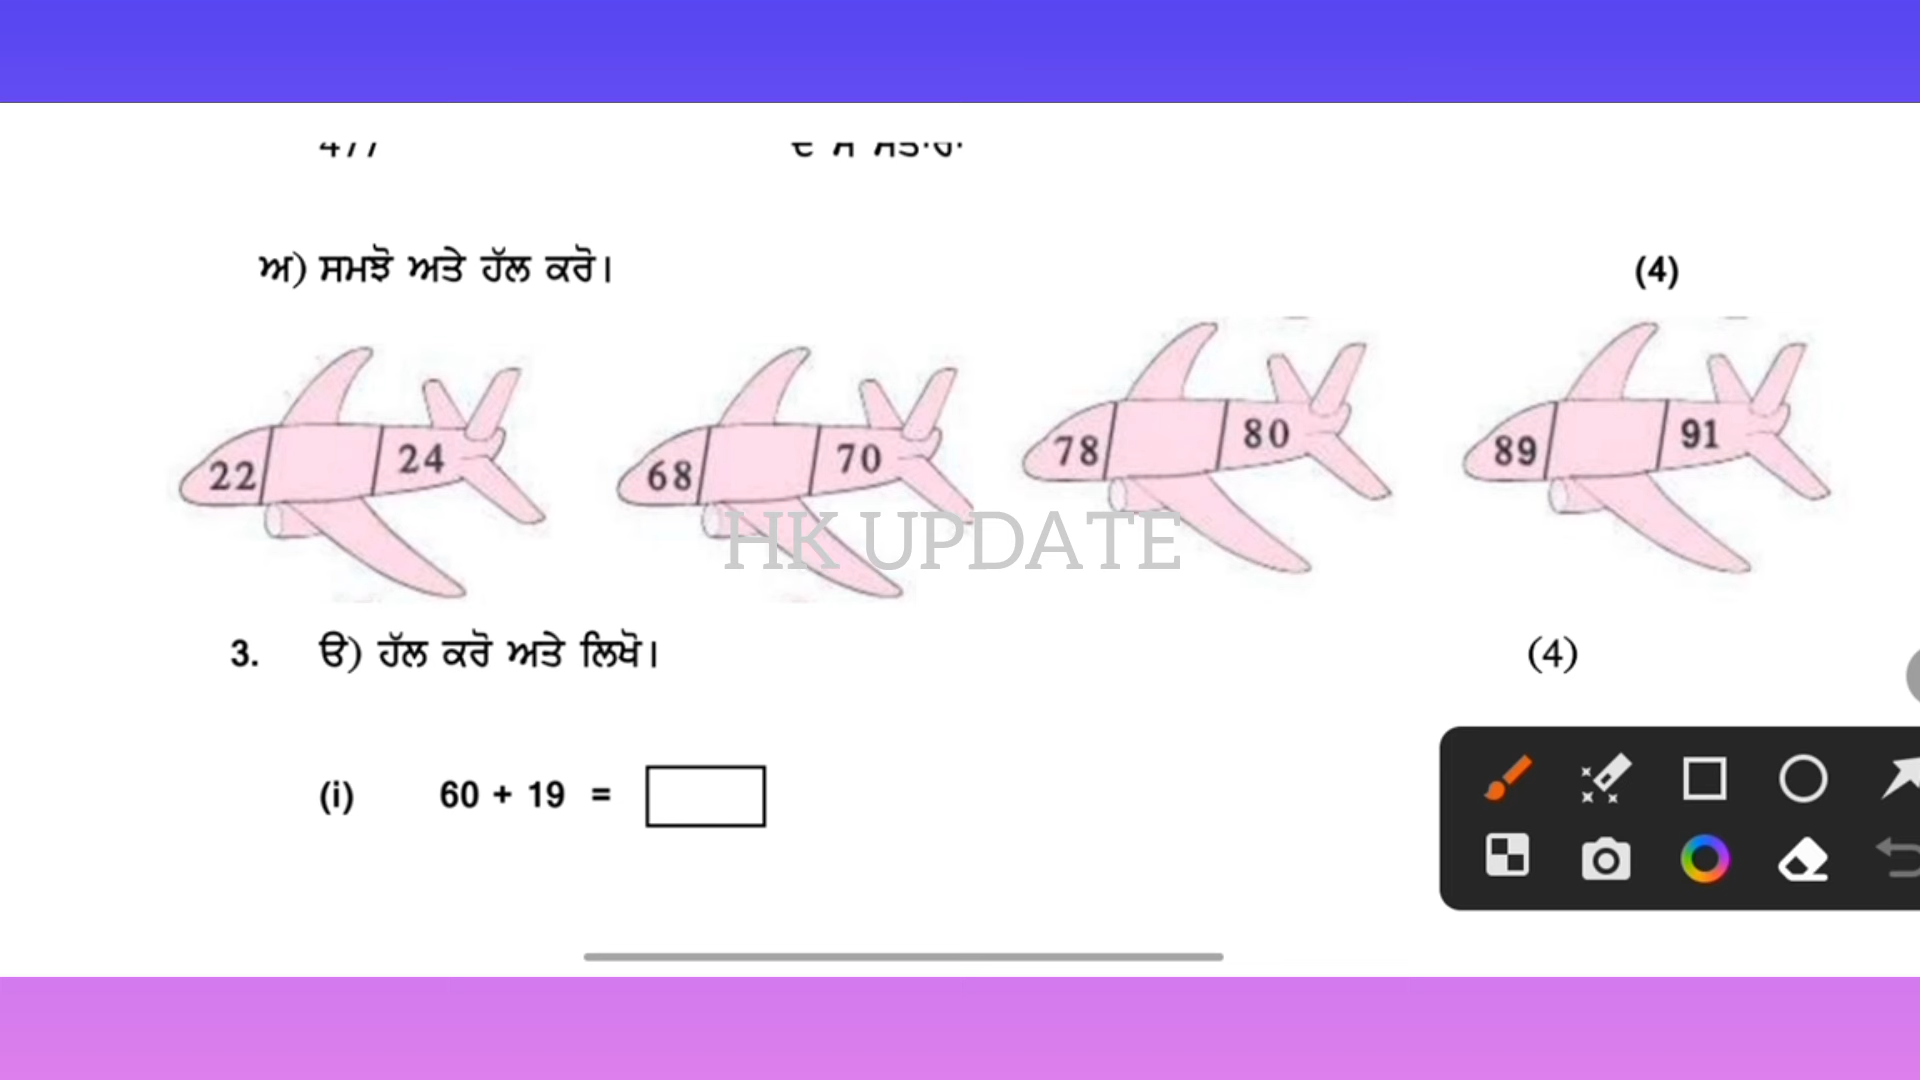 ਅ) ਸਮਝੋ ਅਤੇ ਹੱਲ ਕਰੋ। (4)
22 24 68 70 78 80 89 91
HK UPDATE
3. ੳ) ਹੱਲ ਕਰੋ ਅਤੇ ਲਿਖੋ। (4)
(i) 60 + 19 =